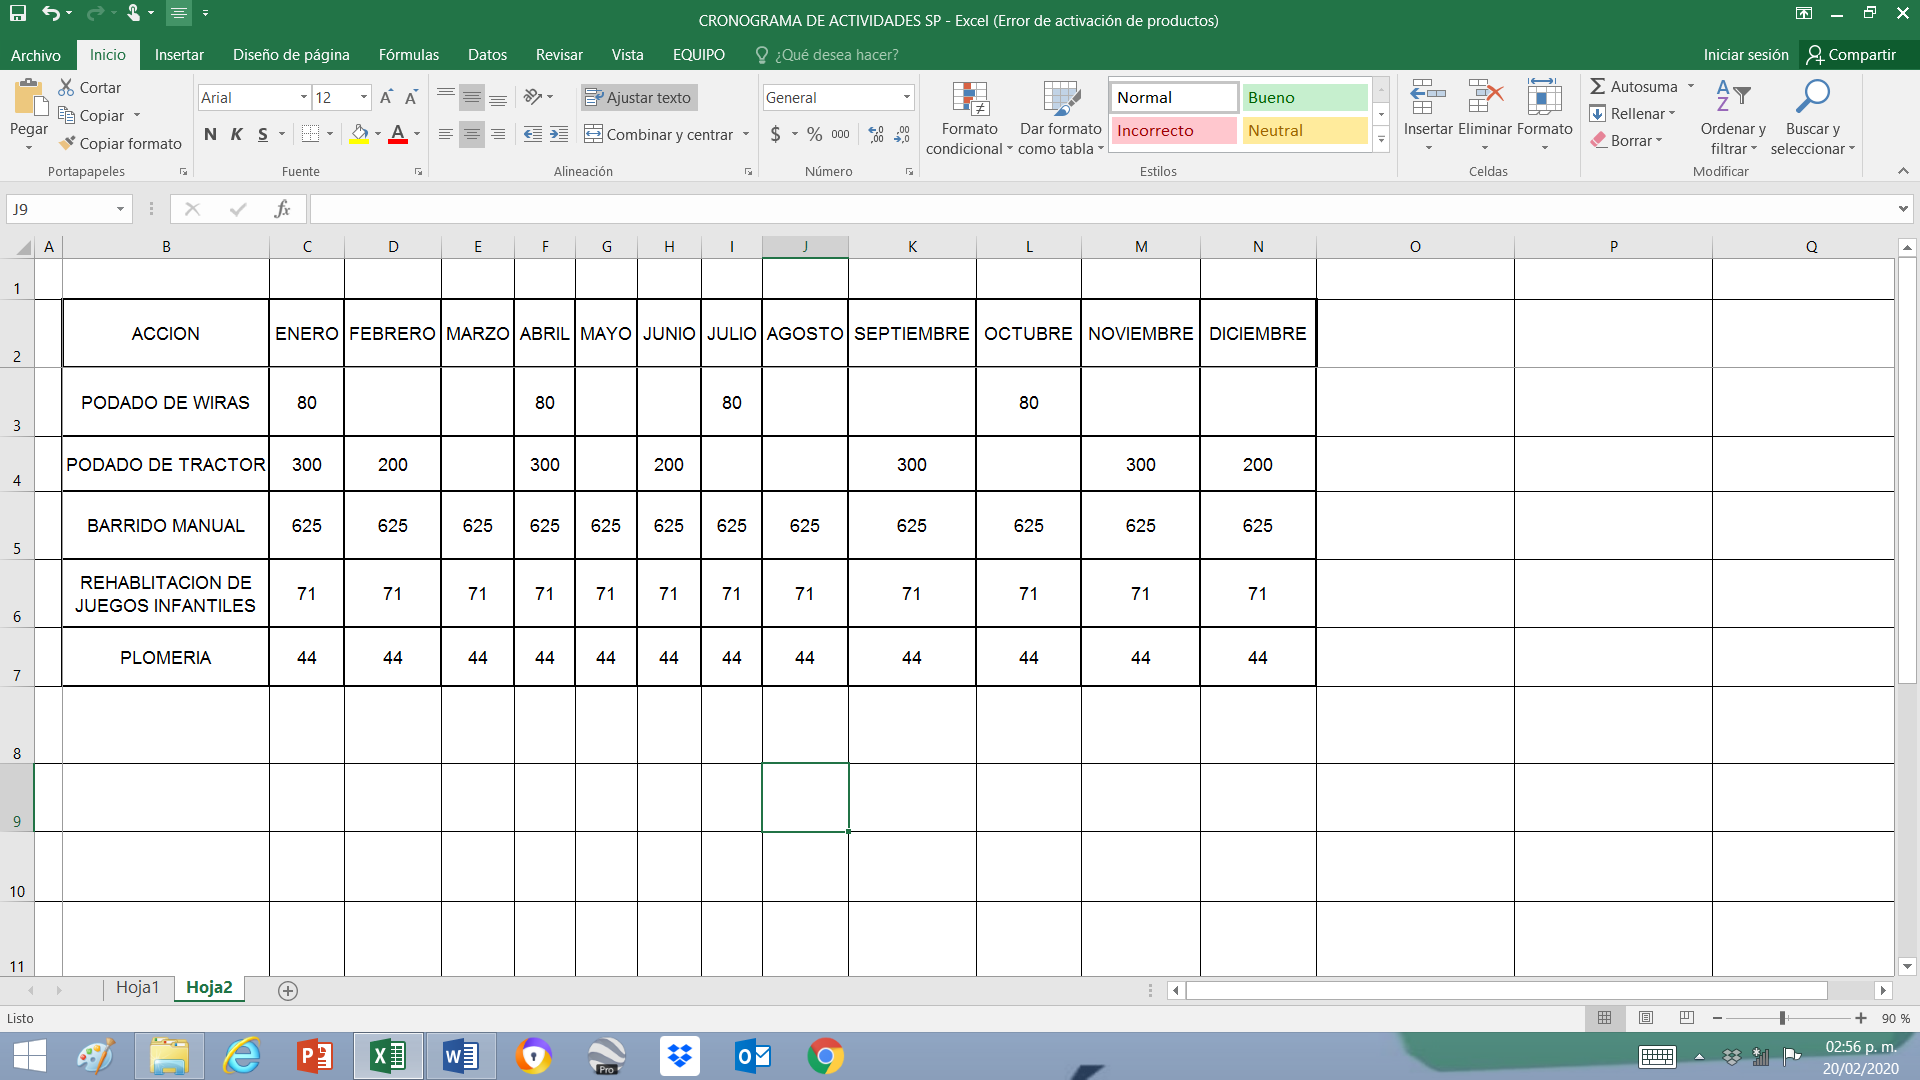 CRONOGRAMA DE ACTIVIDADES SP - Excel (Error de activación de productos)
Archivo Inicio Insertar Diseño de página Fórmulas Datos Revisar Vista EQUIPO ¿Qué desea hacer? Iniciar sesión Compartir
Pegar Cortar
Copiar
Copiar formato
Portapapeles
Arial 12
N K S
Fuente
Ajustar texto
Combinar y centrar
Alineación
General
$ % 000
Número
Formato condicional
Dar formato como tabla
Normal Bueno
Incorrecto Neutral
Estilos
Insertar Eliminar Formato
Celdas
Autosuma
Rellenar
Borrar
Ordenar y filtrar
Buscar y seleccionar
Modificar
J9 fx
A B C D E F G H I J K L M N O P Q
1
2 ACCION ENERO FEBRERO MARZO ABRIL MAYO JUNIO JULIO AGOSTO SEPTIEMBRE OCTUBRE NOVIEMBRE DICIEMBRE
3 PODADO DE WIRAS 80 80 80 80
4 PODADO DE TRACTOR 300 200 300 200 300 300 200
5 BARRIDO MANUAL 625 625 625 625 625 625 625 625 625 625 625 625
6 REHABLITACION DE JUEGOS INFANTILES 71 71 71 71 71 71 71 71 71 71 71 71
7 PLOMERIA 44 44 44 44 44 44 44 44 44 44 44 44
8
9
10
11
Hoja1 Hoja2
Listo 90 %
Pro
02:56 p. m.
20/02/2020